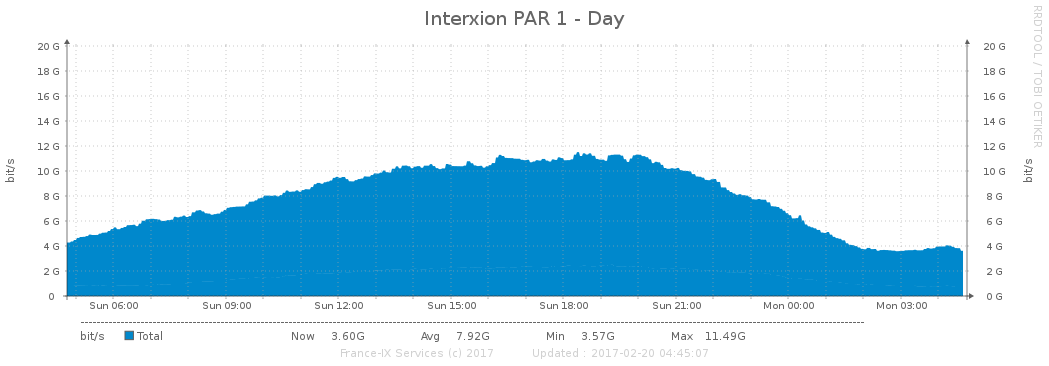 Interxion PAR 1 - Day
RRDTOOL / TOBI OETIKER
bit/s
20 G 20 G
18 G 18 G
16 G 16 G
14 G 14 G
12 G 12 G
10 G 10 G
8 G 8 G
6 G 6 G
4 G 4 G
2 G 2 G
0 0 G
bit/s
Sun 06:00 Sun 09:00 Sun 12:00 Sun 15:00 Sun 18:00 Sun 21:00 Mon 00:00 Mon 03:00
bit/s Total Now 3.60G Avg 7.92G Min 3.57G Max 11.49G
France-IX Services (c) 2017 Updated : 2017-02-20 04:45:07